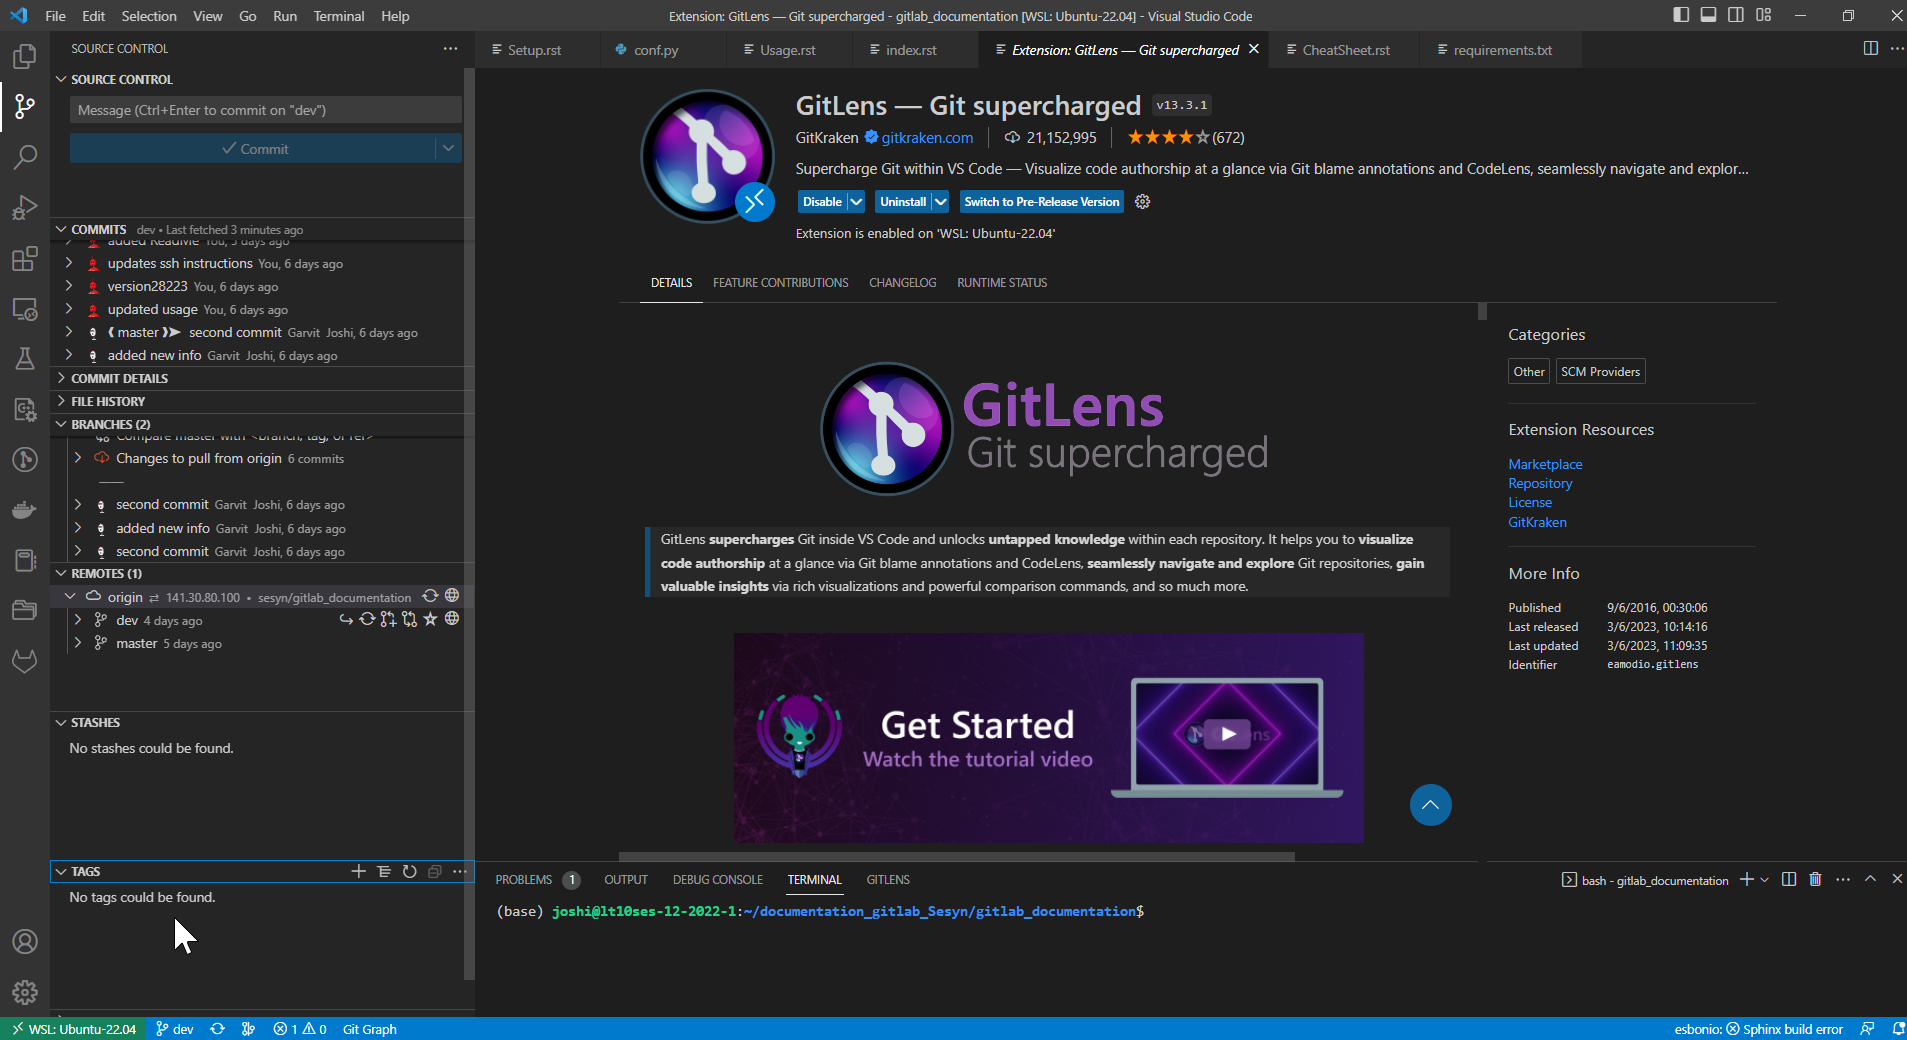 File Edit Selection View Go Run Terminal Help
Extension: GitLens — Git supercharged - gitlab_documentation [WSL: Ubuntu-22.04] - Visual Studio Code
SOURCE CONTROL
SOURCE CONTROL
Message (Ctrl+Enter to commit on "dev")
Commit
COMMITS dev • Last fetched 3 minutes ago
added ReadMe You, 5 days ago
updates ssh instructions You, 6 days ago
version28223 You, 6 days ago
updated usage You, 6 days ago
master second commit Garvit Joshi, 6 days ago
added new info Garvit Joshi, 6 days ago
COMMIT DETAILS
FILE HISTORY
BRANCHES (2)
Compare master with <branch, tag, or ref>
Changes to pull from origin 6 commits
second commit Garvit Joshi, 6 days ago
added new info Garvit Joshi, 6 days ago
second commit Garvit Joshi, 6 days ago
REMOTES (1)
origin 141.30.80.100 • sesyn/gitlab_documentation
dev 4 days ago
master 5 days ago
STASHES
No stashes could be found.
TAGS
No tags could be found.
Setup.rst conf.py Usage.rst index.rst Extension: GitLens — Git supercharged CheatSheet.rst requirements.txt
GitLens — Git supercharged v13.3.1
GitKraken gitkraken.com 21,152,995 (672)
Supercharge Git within VS Code — Visualize code authorship at a glance via Git blame annotations and CodeLens, seamlessly navigate and explor...
Disable Uninstall Switch to Pre-Release Version
Extension is enabled on 'WSL: Ubuntu-22.04'
DETAILS FEATURE CONTRIBUTIONS CHANGELOG RUNTIME STATUS
GitLens
Git supercharged
GitLens supercharges Git inside VS Code and unlocks untapped knowledge within each repository. It helps you to visualize
code authorship at a glance via Git blame annotations and CodeLens, seamlessly navigate and explore Git repositories, gain
valuable insights via rich visualizations and powerful comparison commands, and so much more.
Get Started
Watch the tutorial video
Categories
Other SCM Providers
Extension Resources
Marketplace
Repository
License
GitKraken
More Info
Published 9/6/2016, 00:30:06
Last released 3/6/2023, 10:14:16
Last updated 3/6/2023, 11:09:35
Identifier eamodio.gitlens
PROBLEMS 1 OUTPUT DEBUG CONSOLE TERMINAL GITLENS
bash - gitlab_documentation
(base) joshi@lt10ses-12-2022-1:~/documentation_gitlab_Sesyn/gitlab_documentation$
WSL: Ubuntu-22.04 dev 1 0 Git Graph
esbonio: Sphinx build error